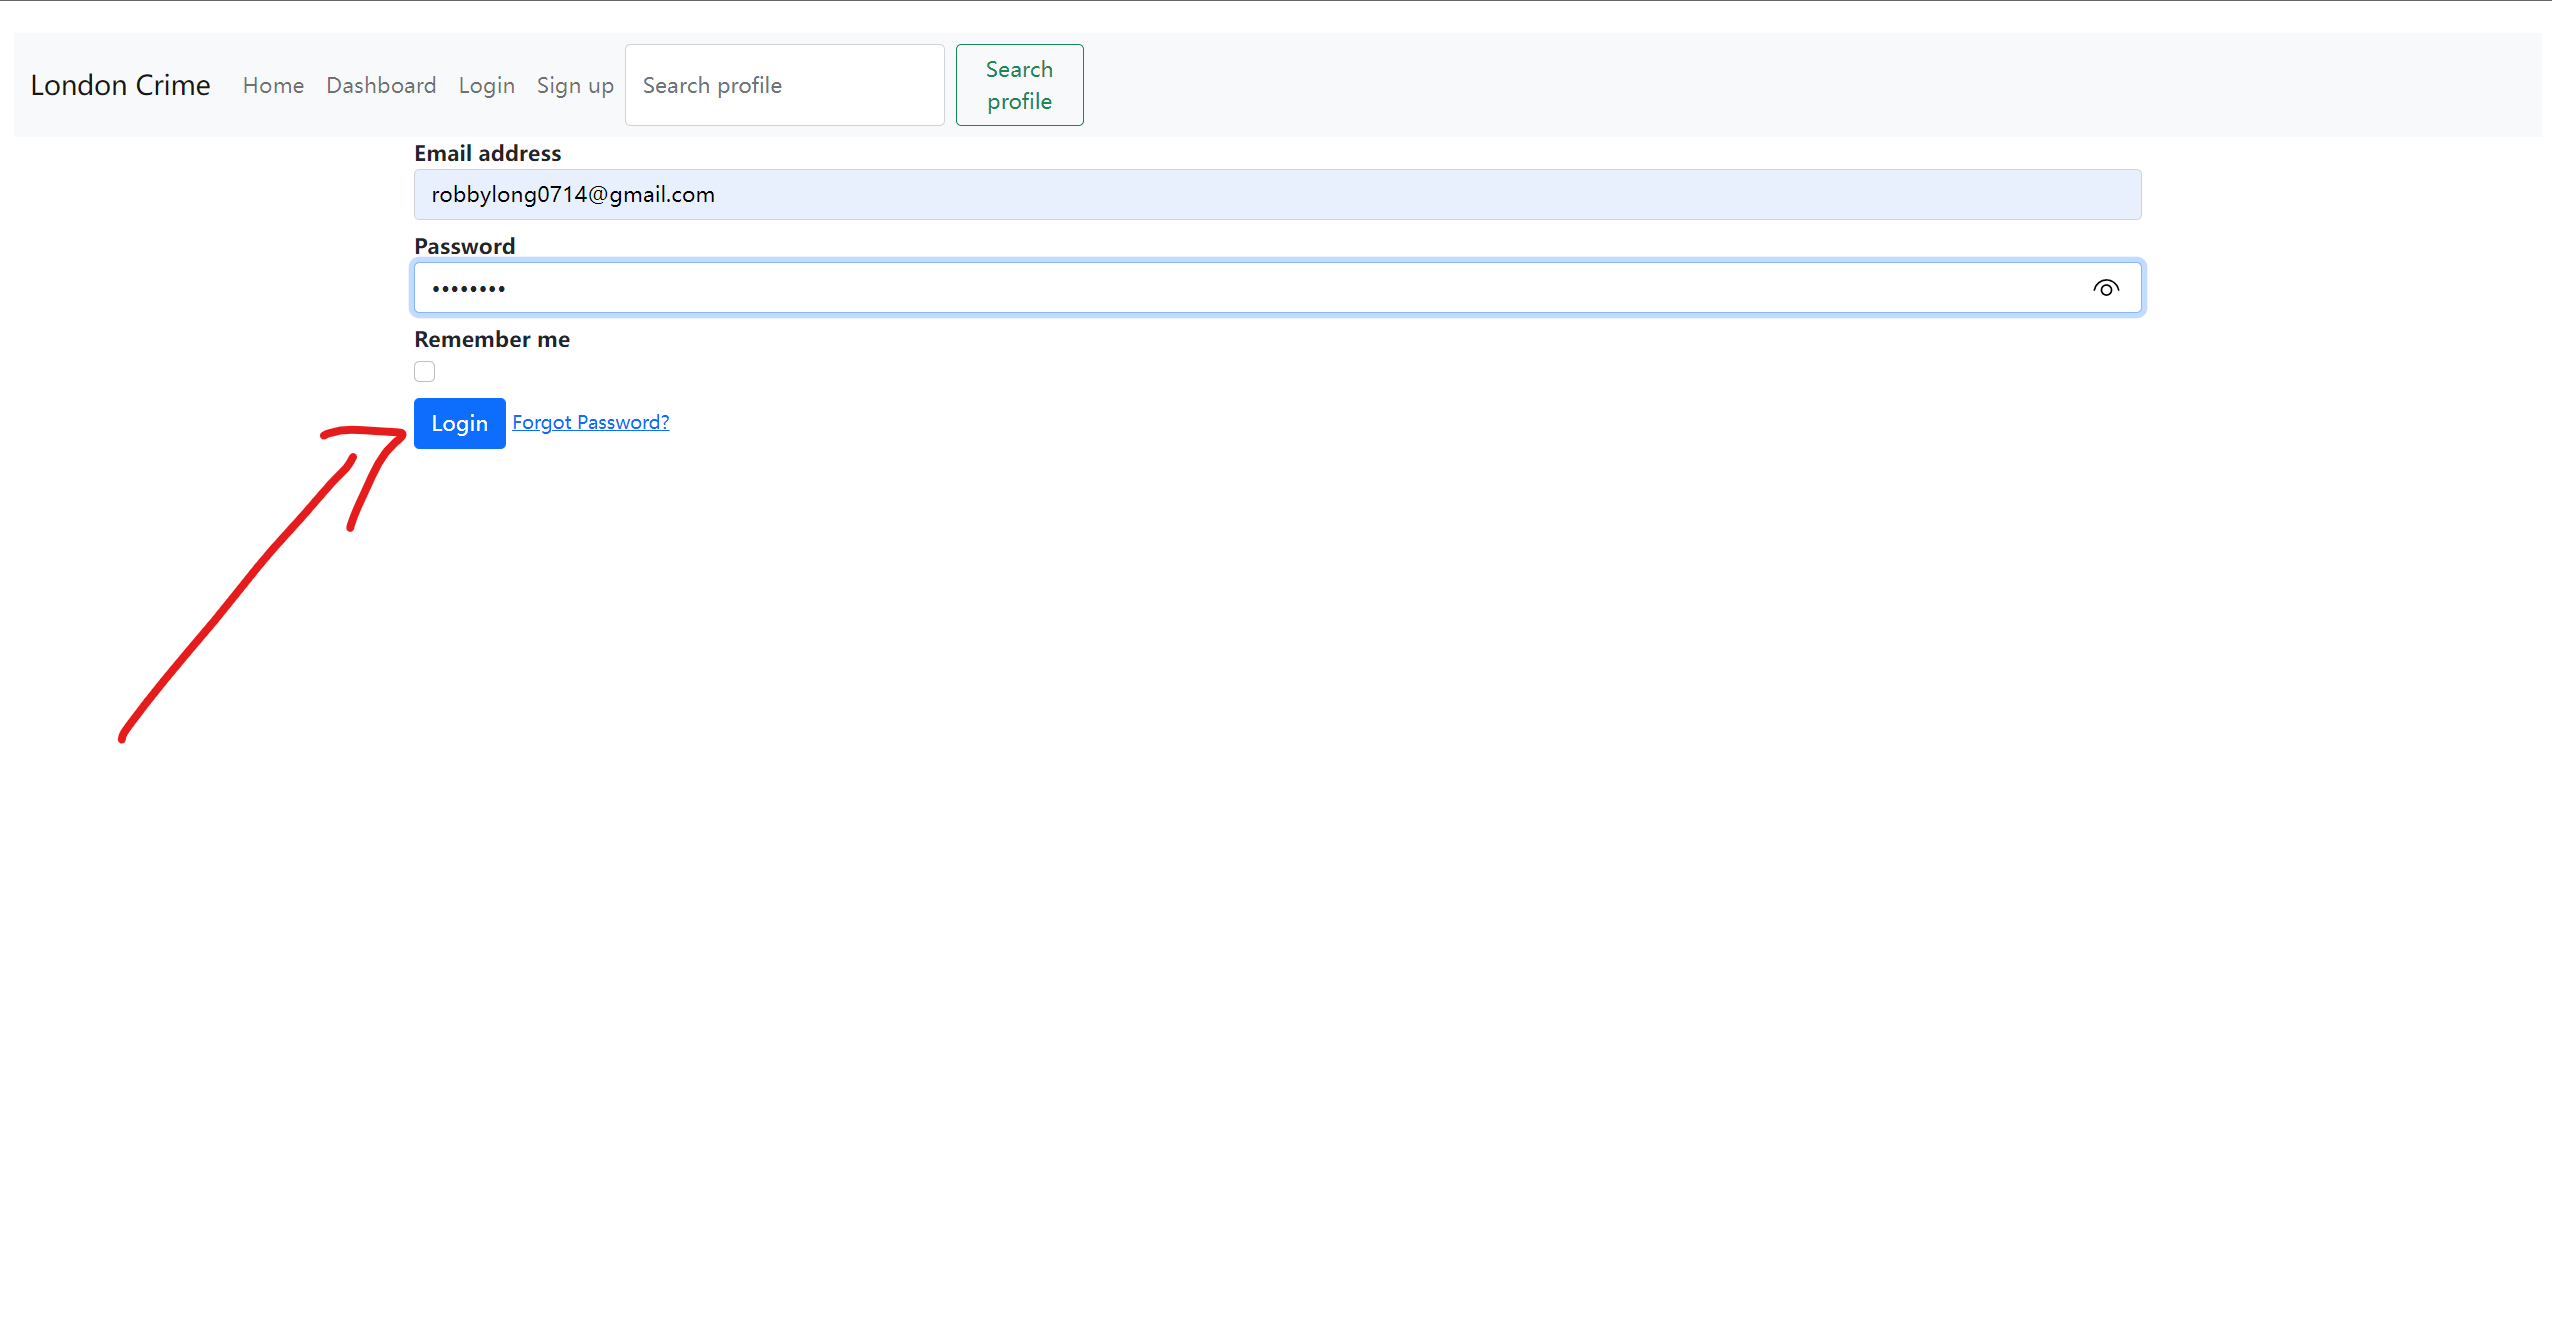 London Crime Home Dashboard Login Sign up Search profile Search
profile
Email address
robbylong0714@gmail.com
Password
••••••••
Remember me
Login Forgot Password?